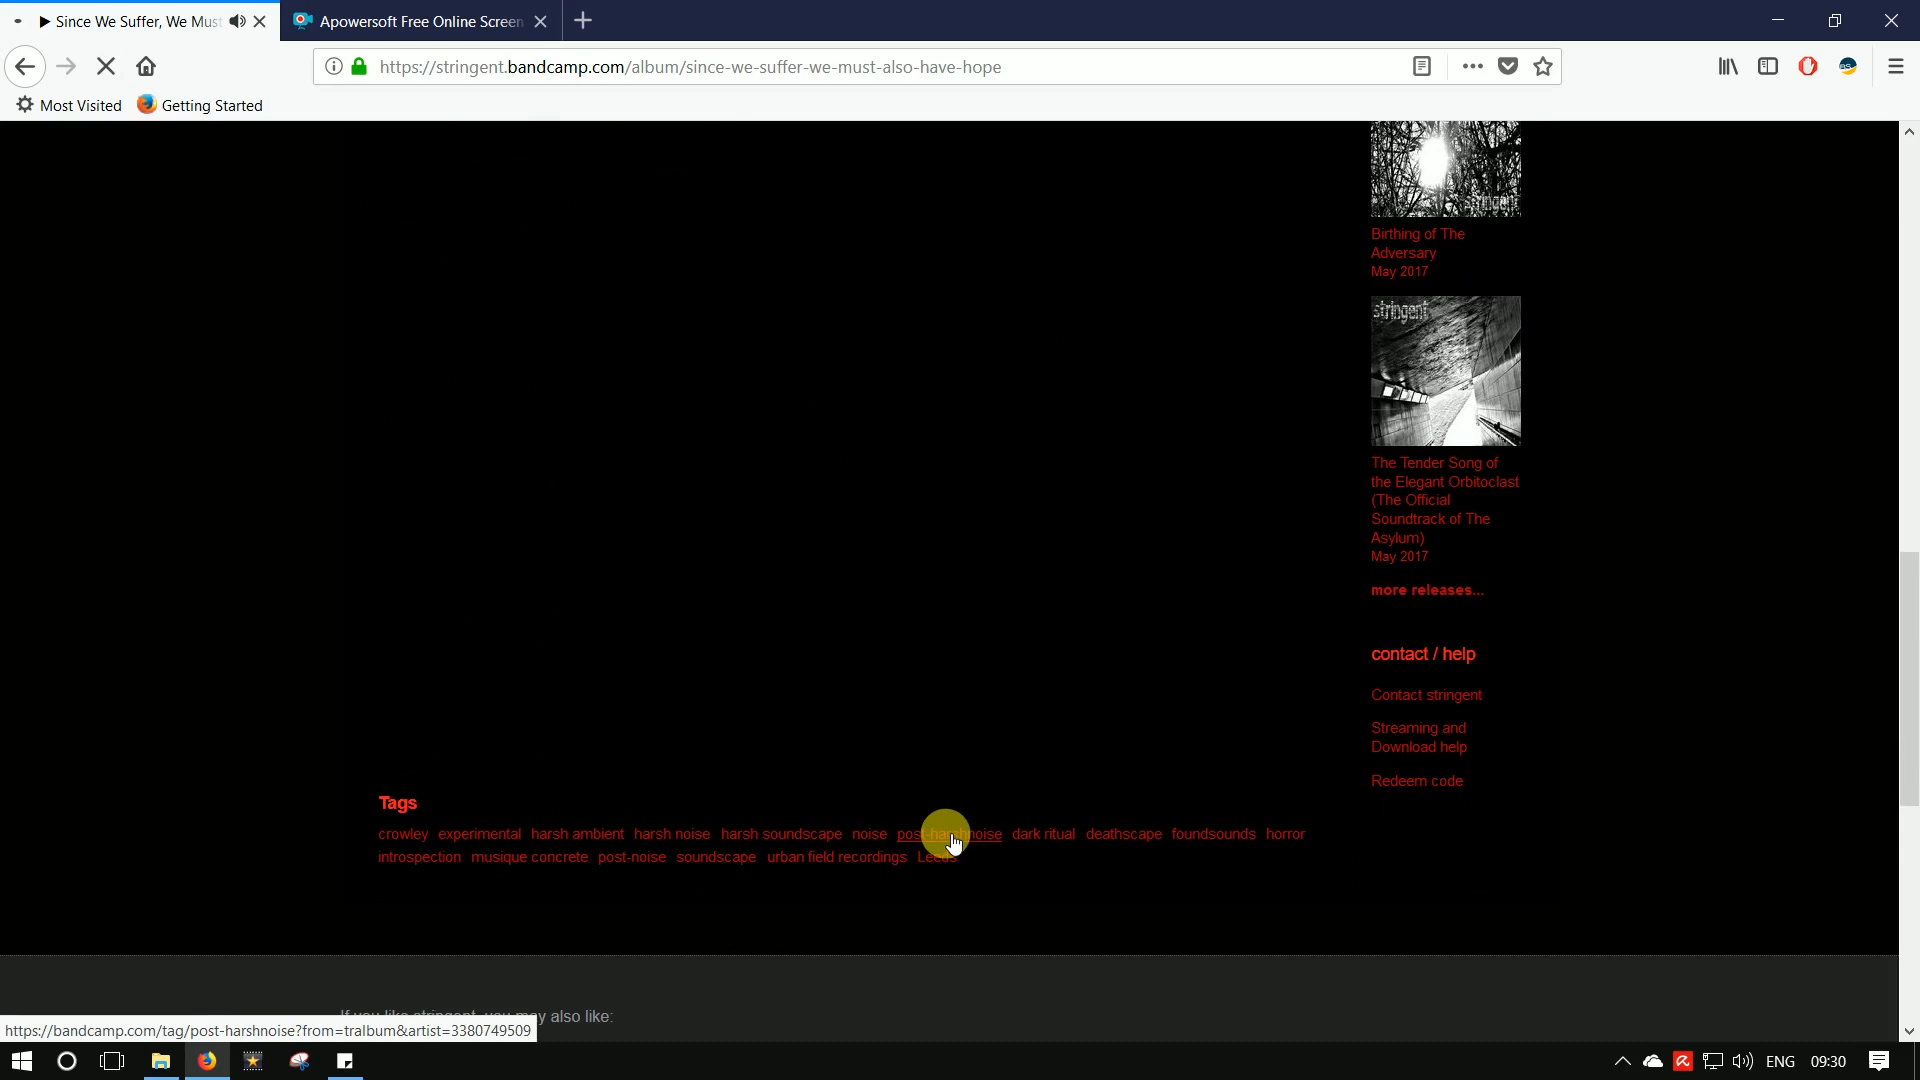 Since We Suffer, We Must
Apowersoft Free Online Screen
https://stringent.bandcamp.com/album/since-we-suffer-we-must-also-have-hope
Most Visited
Getting Started
stringent
Birthing of The
Adversary
May 2017
stringent
The Tender Song of
the Elegant Orbitoclast
(The Official
Soundtrack of The
Asylum)
May 2017
more releases...
contact / help
Contact stringent
Streaming and
Download help
Redeem code
Tags
crowley experimental harsh ambient harsh noise harsh soundscape noise post-harshnoise dark ritual deathscape foundsounds horror
introspection musique concrete post-noise soundscape urban field recordings Leeds
If you like stringent, you may also like:
https://bandcamp.com/tag/post-harshnoise?from=tralbum&artist=3380749509
ENG 09:30